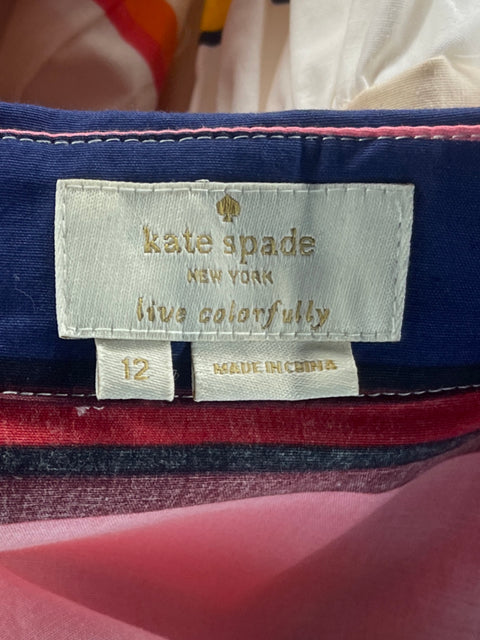 kate spade
NEW YORK
live colorfully
12
MADE IN CHINA